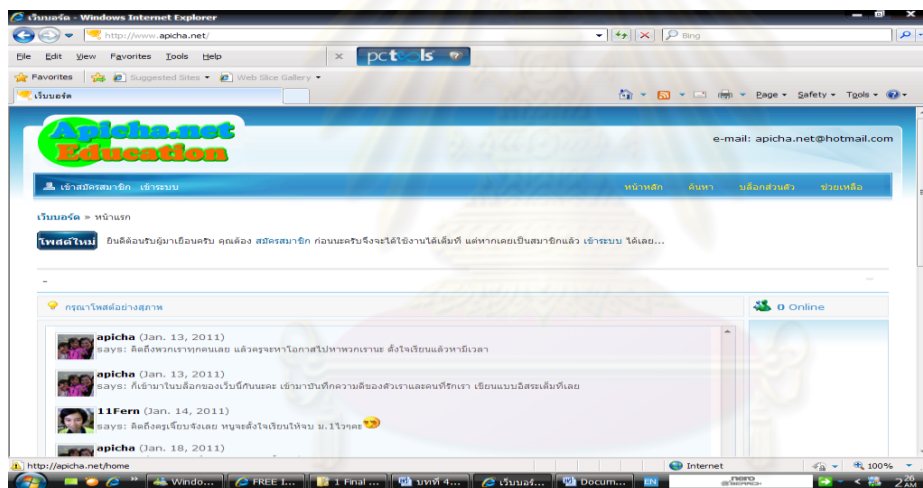 เว็บบอร์ด - Windows Internet Explorer
http://www.apicha.net/
Bing
File Edit View Favorites Tools Help
pctools
Favorites Suggested Sites Web Slice Gallery
เว็บบอร์ด
Page Safety Tools
Apicha.net
Education
e-mail: apicha.net@hotmail.com
เข้าสมัครสมาชิก เข้าระบบ หน้าหลัก ค้นหา บล็อกส่วนตัว ช่วยเหลือ
เว็บบอร์ด » หน้าแรก
โพสต์ใหม่ ยินดีต้อนรับผู้มาเยือนครับ คุณต้อง สมัครสมาชิก ก่อนนะครับจึงจะได้ใช้งานได้เต็มที่ แต่หากเคยเป็นสมาชิกแล้ว เข้าระบบ ได้เลย...
-
กรุณาโพสต์อย่างสุภาพ
0 Online
apicha (Jan. 13, 2011)
says: คิดถึงพวกเราทุกคนเลย แล้วครูจะหาโอกาสไปหาพวกเรานะ ตั้งใจเรียนแล้วหามีเวลา
apicha (Jan. 13, 2011)
says: ก็เข้ามาในบล็อกของเว็บนี้กันนะคะ เข้ามาบันทึกความดีของตัวเราและคนที่รักเรา เขียนแบบอิสระเต็มที่เลย
11Fern (Jan. 14, 2011)
says: คิดถึงครูเจี๊ยบจังเลย หนูจะตั้งใจเรียนให้จบ ม.1ไวๆคะ
apicha (Jan. 18, 2011)
http://apicha.net/home
Internet
100%
Windo... FREE I... 1 Final ... บทที่ 4... เว็บบอร์... Docum... EN
nero
SEARCH
2:20 AM